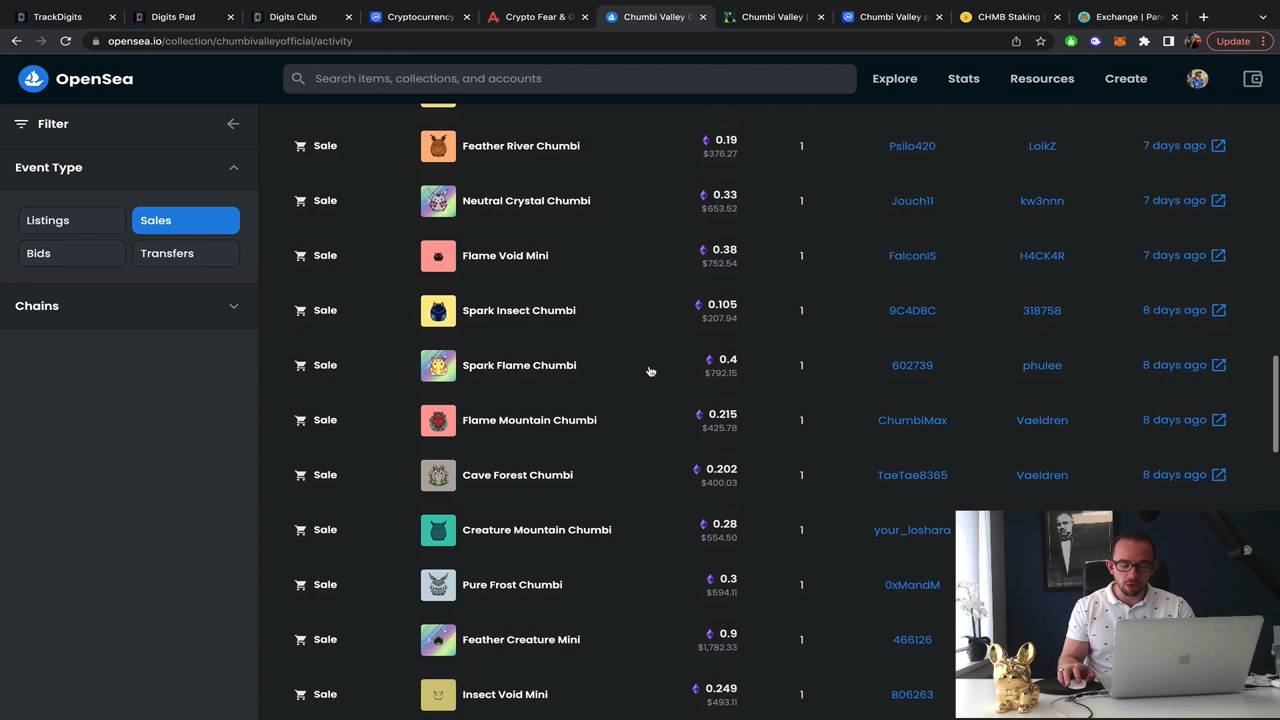 TrackDigits
Digits Pad
Digits Club
Cryptocurrency
Crypto Fear & G
Chumbi Valley C
Chumbi Valley |
Chumbi Valley p
CHMB Staking |
Exchange | Pan
opensea.io/collection/chumbivalleyofficial/activity
Update
OpenSea
Search items, collections, and accounts
Explore
Stats
Resources
Create
Filter
Event Type
Listings
Sales
Bids
Transfers
Chains
Sale Feather River Chumbi 0.19 1 Psilo420 LoikZ 7 days ago
$376.27
Sale Neutral Crystal Chumbi 0.33 1 Jouch11 kw3nnn 7 days ago
$653.52
Sale Flame Void Mini 0.38 1 FalconIS H4CK4R 7 days ago
$752.54
Sale Spark Insect Chumbi 0.105 1 9C4DBC 318758 8 days ago
$207.94
Sale Spark Flame Chumbi 0.4 1 602739 phulee 8 days ago
$792.15
Sale Flame Mountain Chumbi 0.215 1 ChumbiMax Vaeldren 8 days ago
$425.78
Sale Cave Forest Chumbi 0.202 1 TaeTae8365 Vaeldren 8 days ago
$400.03
Sale Creature Mountain Chumbi 0.28 1 your_loshara
$554.50
Sale Pure Frost Chumbi 0.3 1 0xMandM
$594.11
Sale Feather Creature Mini 0.9 1 466126
$1,782.33
Sale Insect Void Mini 0.249 1 B06263
$493.11